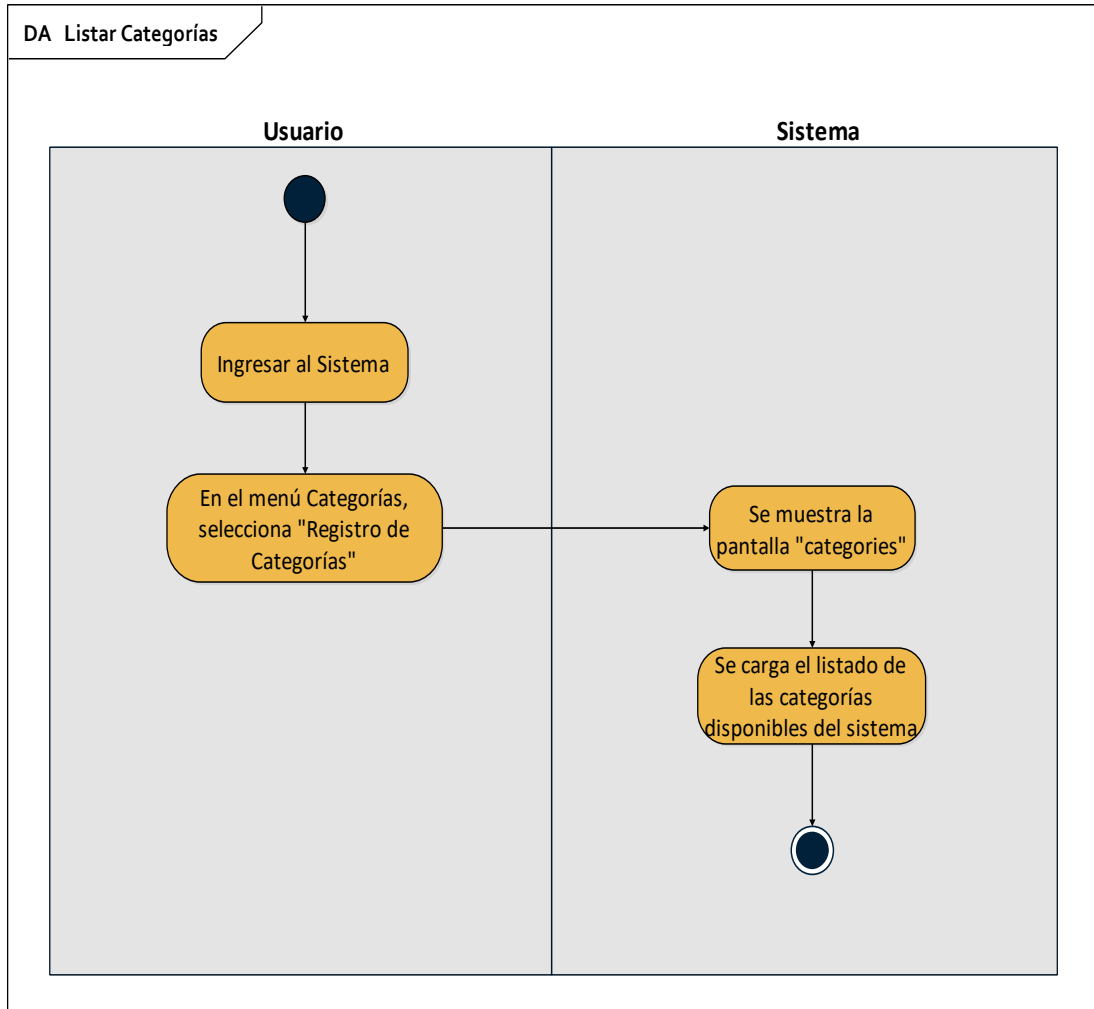 DA Listar Categorías
Usuario
Sistema
Ingresar al Sistema
En el menú Categorías,
selecciona "Registro de
Categorías"
Se muestra la
pantalla "categories"
Se carga el listado de
las categorías
disponibles del sistema